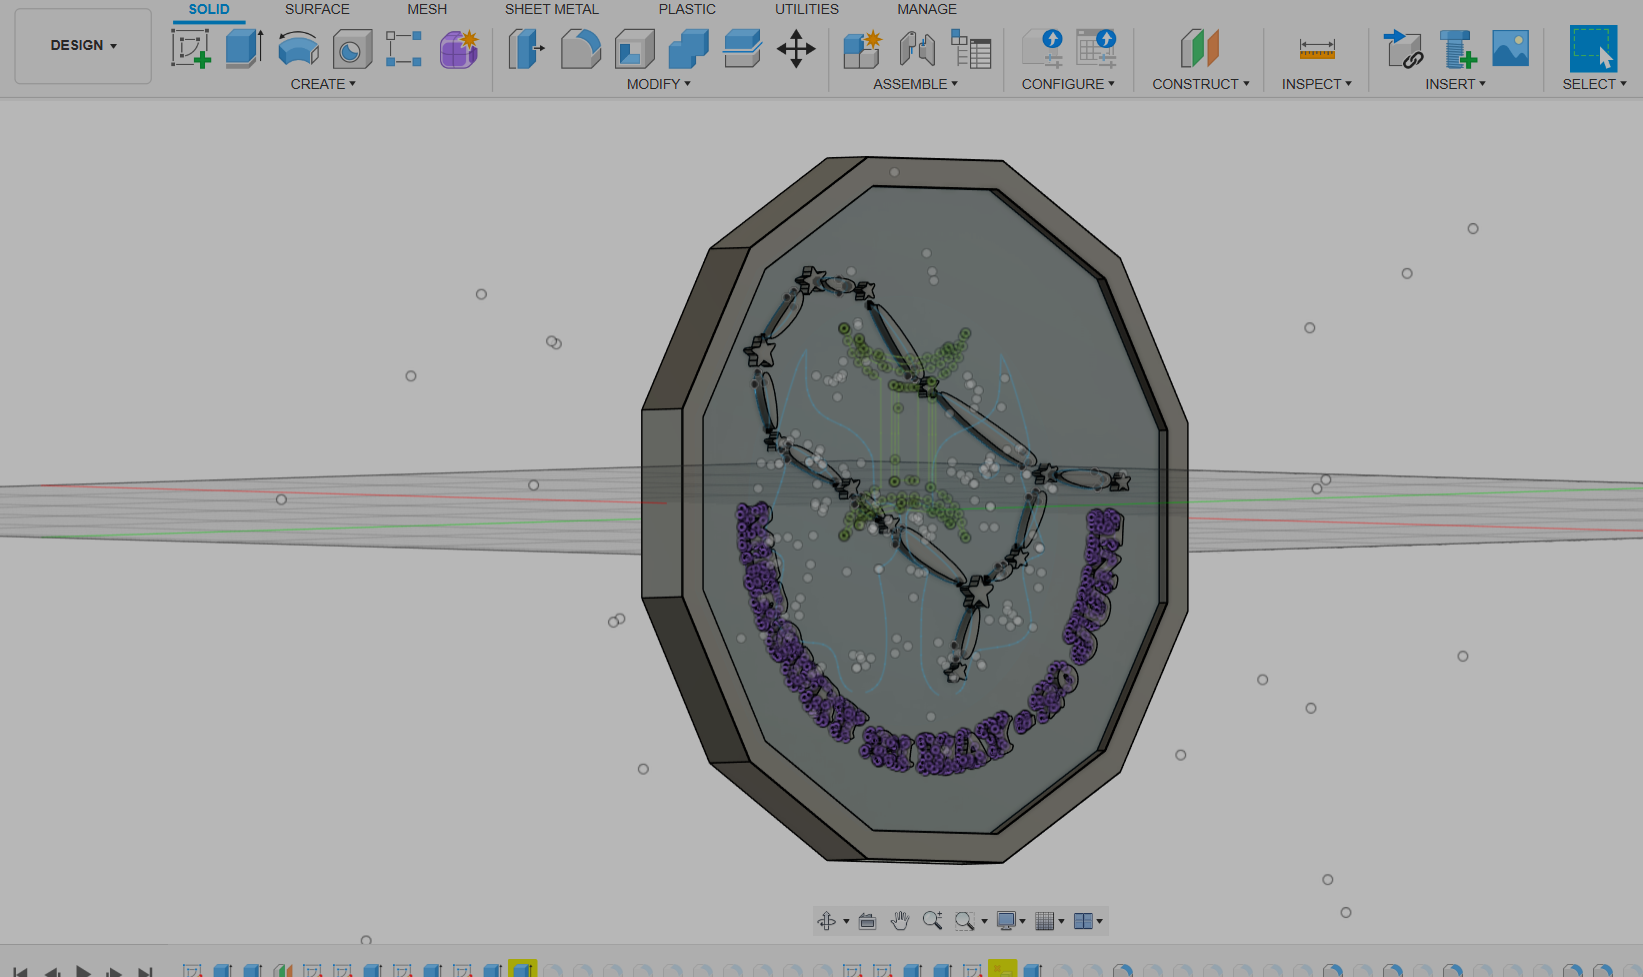 SOLID SURFACE MESH SHEET METAL PLASTIC UTILITIES MANAGE
DESIGN
CREATE MODIFY ASSEMBLE CONFIGURE CONSTRUCT INSPECT INSERT SELECT